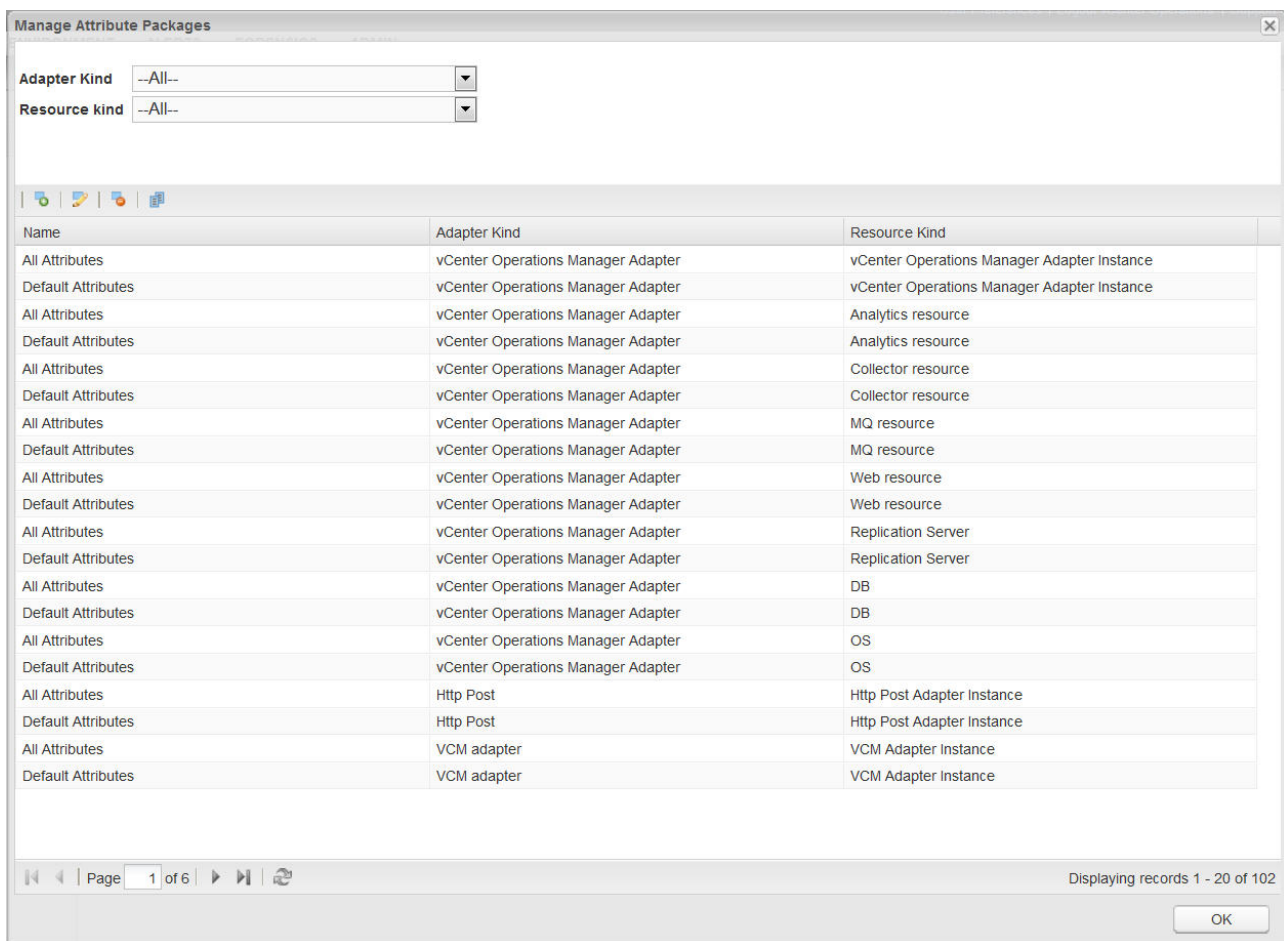 Manage Attribute Packages
Adapter Kind --All--
Resource kind --All--
Name Adapter Kind Resource Kind
All Attributes vCenter Operations Manager Adapter vCenter Operations Manager Adapter Instance
Default Attributes vCenter Operations Manager Adapter vCenter Operations Manager Adapter Instance
All Attributes vCenter Operations Manager Adapter Analytics resource
Default Attributes vCenter Operations Manager Adapter Analytics resource
All Attributes vCenter Operations Manager Adapter Collector resource
Default Attributes vCenter Operations Manager Adapter Collector resource
All Attributes vCenter Operations Manager Adapter MQ resource
Default Attributes vCenter Operations Manager Adapter MQ resource
All Attributes vCenter Operations Manager Adapter Web resource
Default Attributes vCenter Operations Manager Adapter Web resource
All Attributes vCenter Operations Manager Adapter Replication Server
Default Attributes vCenter Operations Manager Adapter Replication Server
All Attributes vCenter Operations Manager Adapter DB
Default Attributes vCenter Operations Manager Adapter DB
All Attributes vCenter Operations Manager Adapter OS
Default Attributes vCenter Operations Manager Adapter OS
All Attributes Http Post Http Post Adapter Instance
Default Attributes Http Post Http Post Adapter Instance
All Attributes VCM adapter VCM Adapter Instance
Default Attributes VCM adapter VCM Adapter Instance
Page 1 of 6 Displaying records 1 - 20 of 102
OK